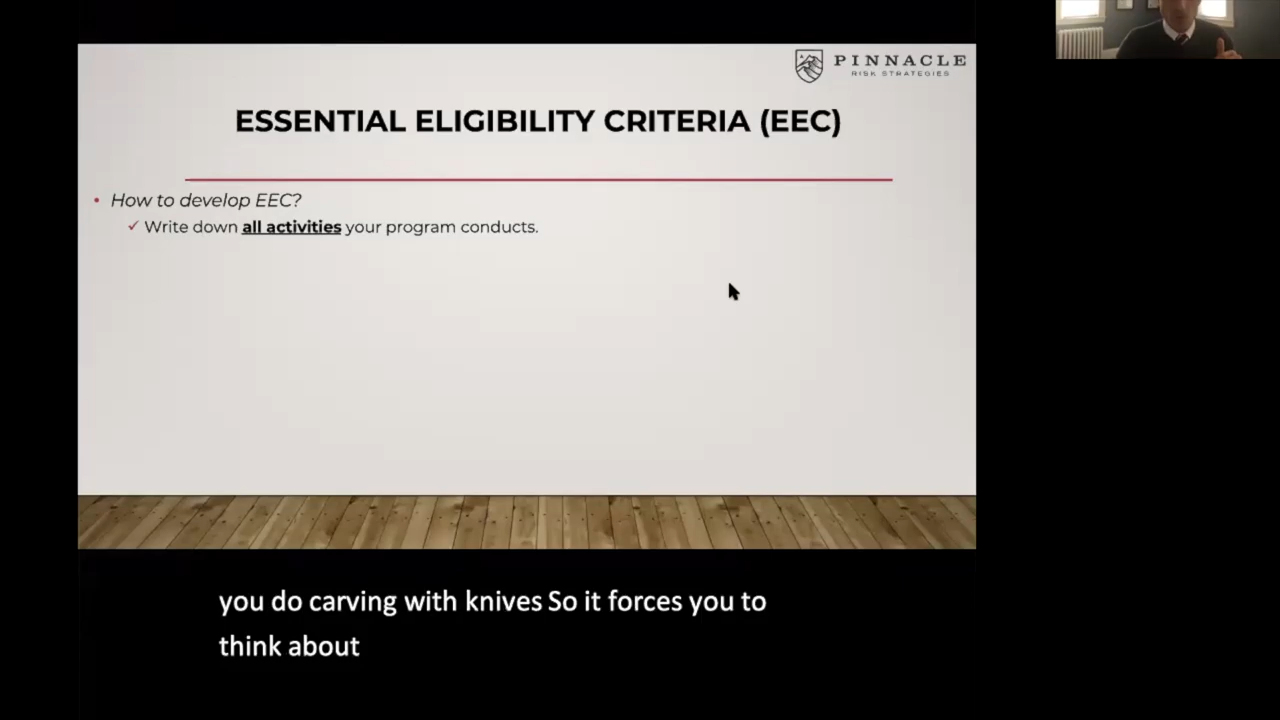 PINNACLE
RISK STRATEGIES
ESSENTIAL ELIGIBILITY CRITERIA (EEC)
• How to develop EEC?
✓ Write down all activities your program conducts.
you do carving with knives So it forces you to
think about